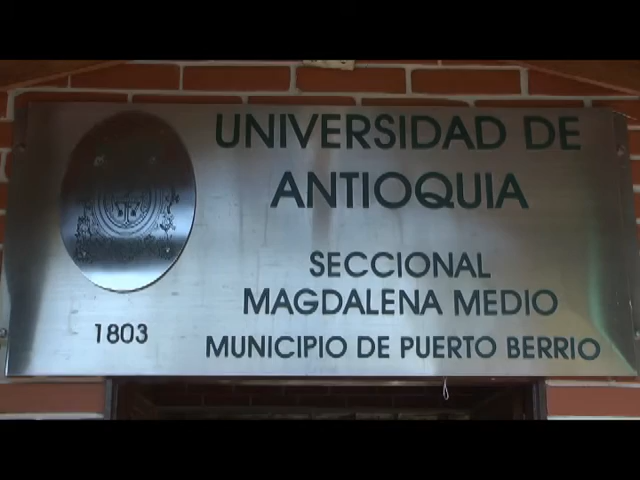 UNIVERSIDAD DE
ANTIOQUIA
SECCIONAL
MAGDALENA MEDIO
1803
MUNICIPIO DE PUERTO BERRIO